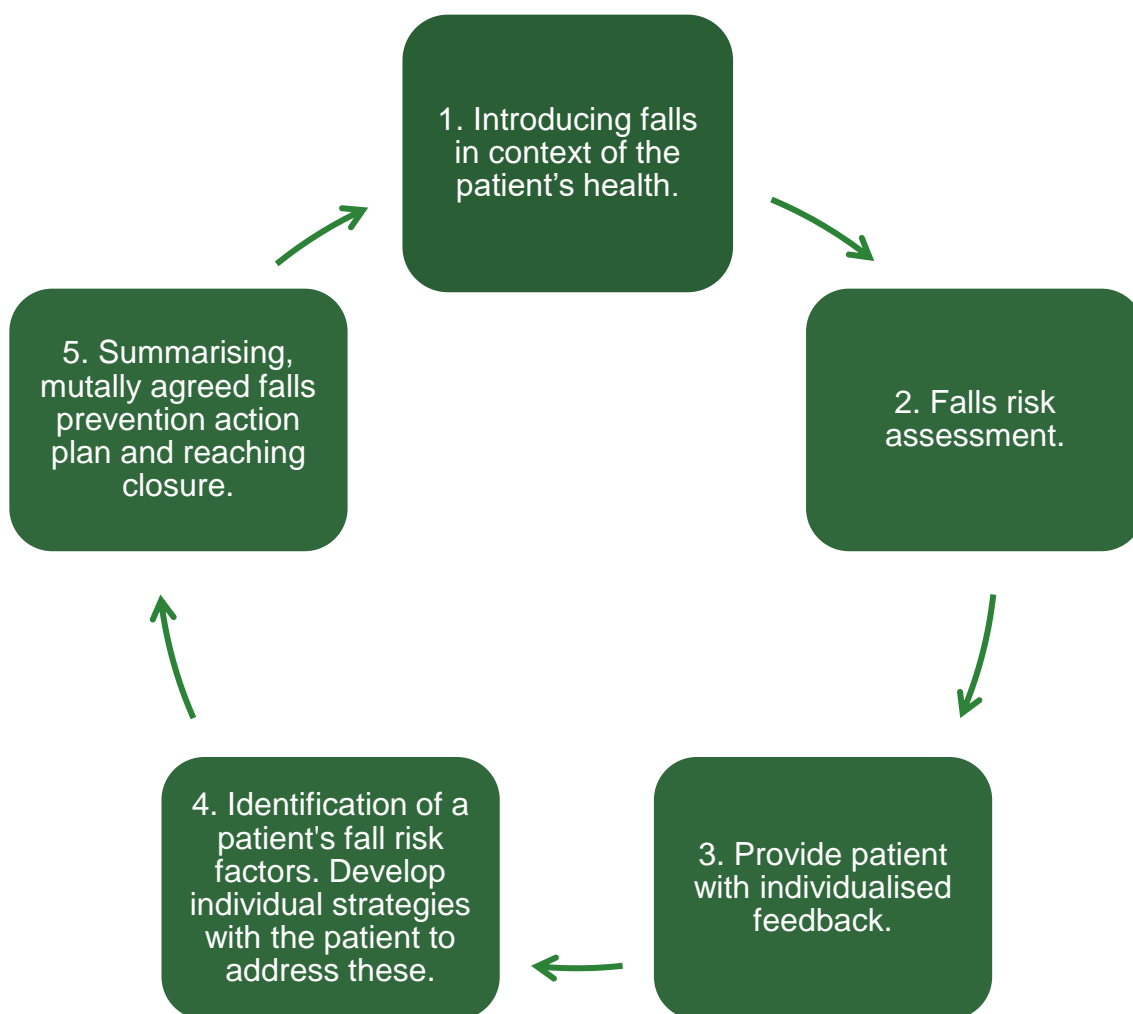 1. Introducing falls
in context of the
patient’s health.
2. Falls risk
assessment.
3. Provide patient
with individualised
feedback.
4. Identification of a
patient's fall risk
factors. Develop
individual strategies
with the patient to
address these.
5. Summarising,
mutally agreed falls
prevention action
plan and reaching
closure.